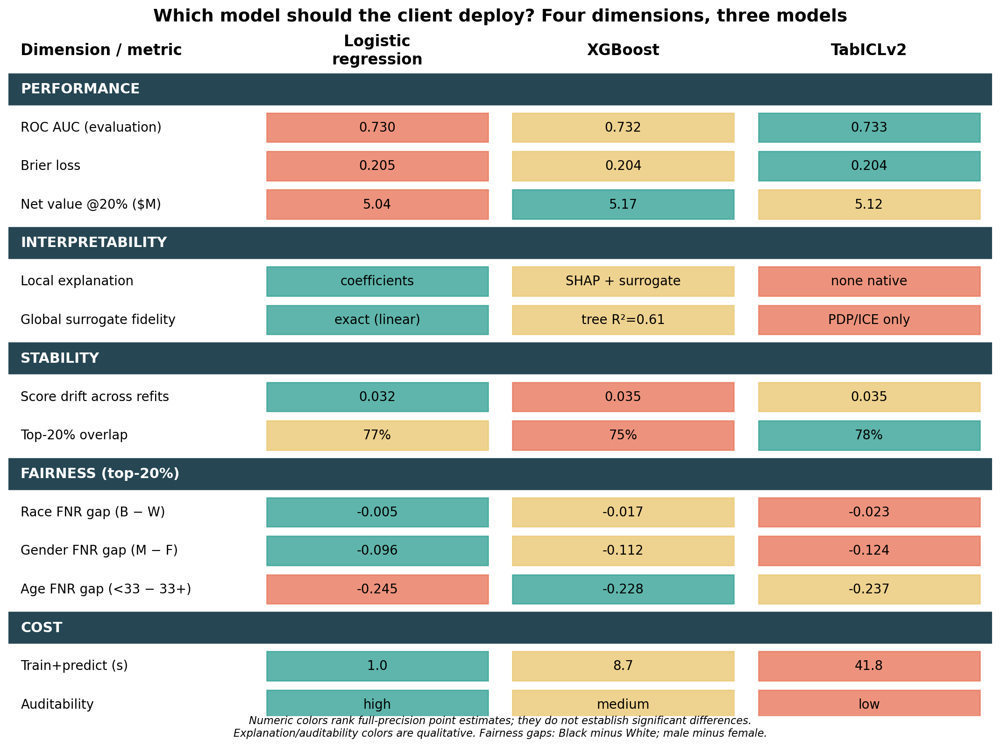 Which model should the client deploy? Four dimensions, three models
Dimension / metric
Logistic
regression
XGBoost
TabICLv2
PERFORMANCE
ROC AUC (evaluation) 0.730 0.732 0.733
Brier loss 0.205 0.204 0.204
Net value @20% ($M) 5.04 5.17 5.12
INTERPRETABILITY
Local explanation coefficients SHAP + surrogate none native
Global surrogate fidelity exact (linear) tree R²=0.61 PDP/ICE only
STABILITY
Score drift across refits 0.032 0.035 0.035
Top-20% overlap 77% 75% 78%
FAIRNESS (top-20%)
Race FNR gap (B − W) -0.005 -0.017 -0.023
Gender FNR gap (M − F) -0.096 -0.112 -0.124
Age FNR gap (<33 − 33+) -0.245 -0.228 -0.237
COST
Train+predict (s) 1.0 8.7 41.8
Auditability high medium low
Numeric colors rank full-precision point estimates; they do not establish significant differences.
Explanation/auditability colors are qualitative. Fairness gaps: Black minus White; male minus female.